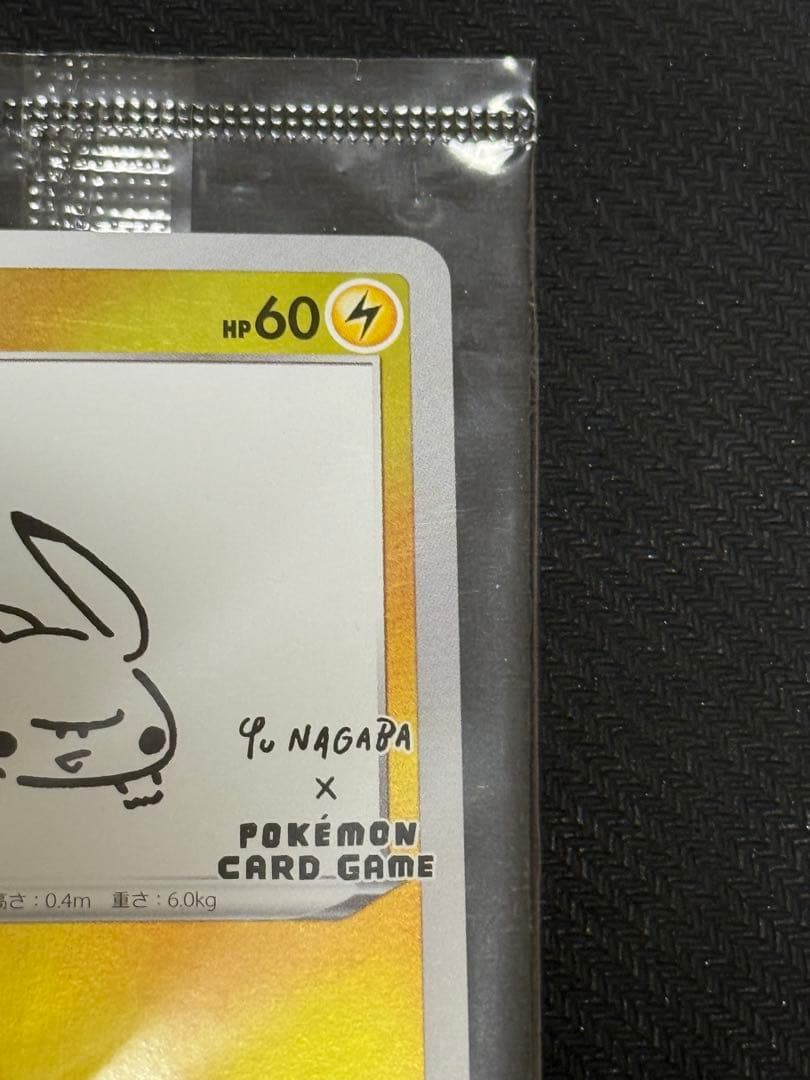 HP60
Yu NAGABA
×
POKÉMON
CARD GAME
さ：0.4m 重さ：6.0kg